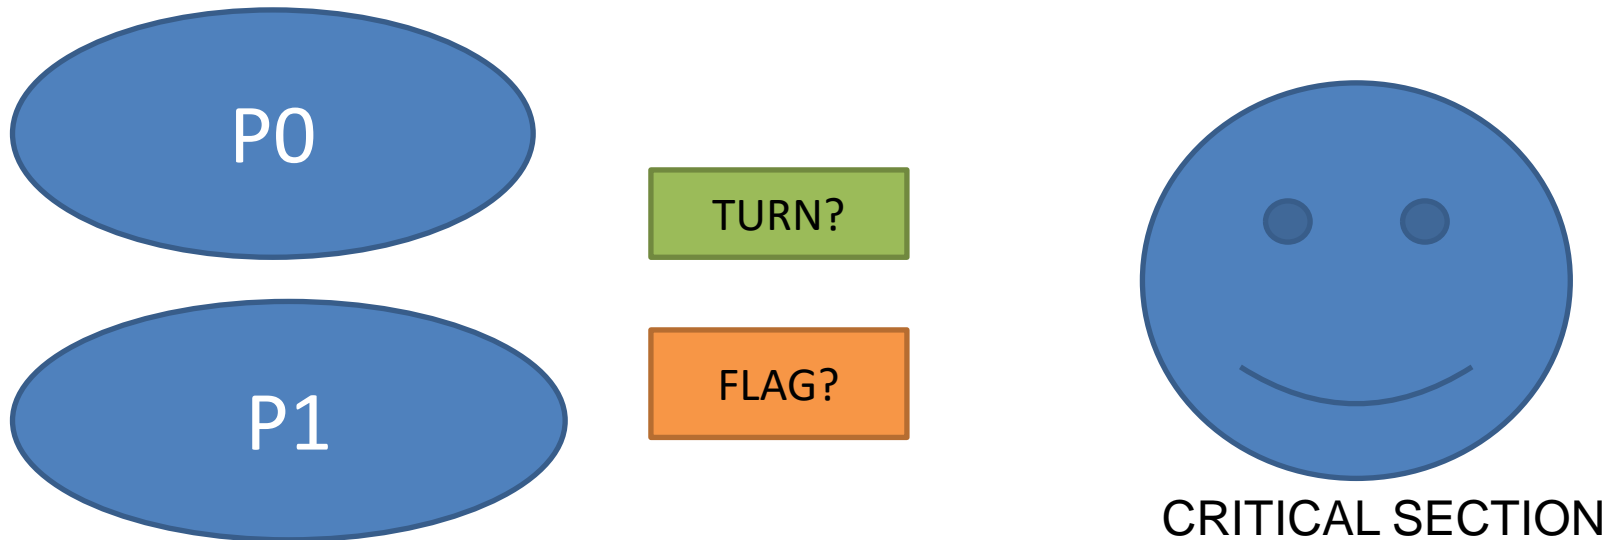 P0
TURN?
FLAG?
P1
CRITICAL SECTION